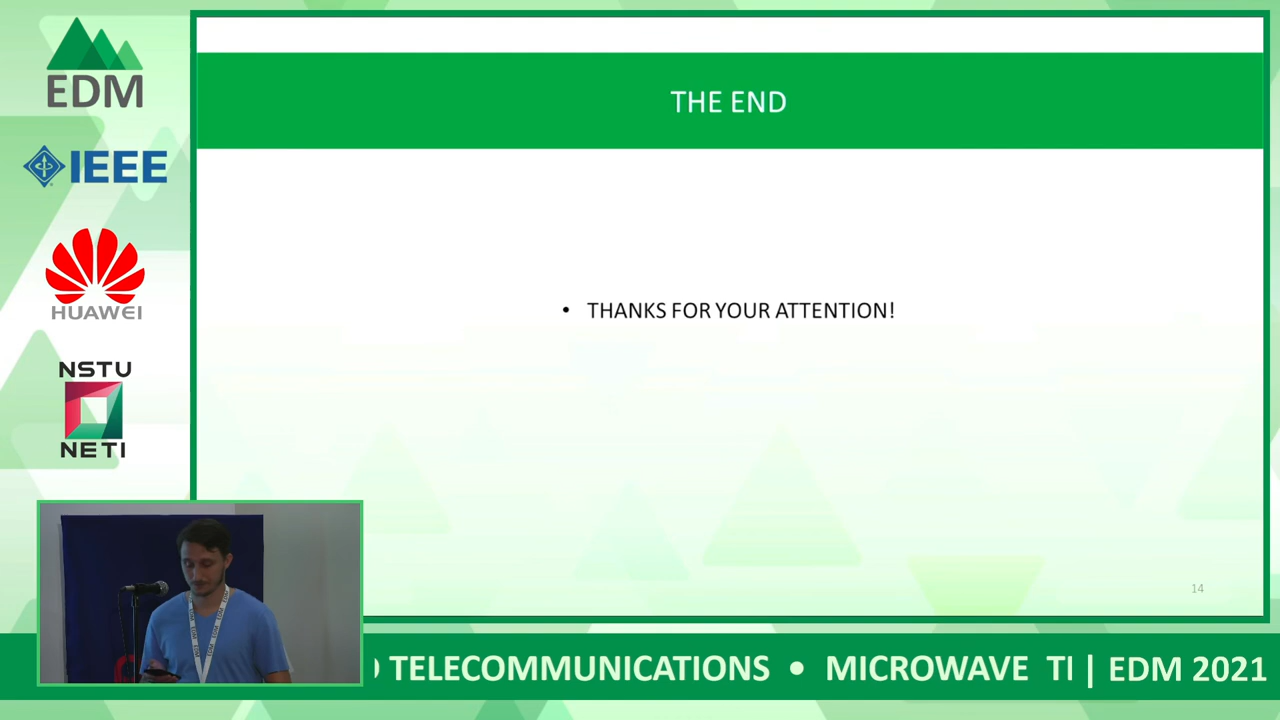 EDM
IEEE
HUAWEI
NSTU
NETI
THE END
• THANKS FOR YOUR ATTENTION!
14
TELECOMMUNICATIONS • MICROWAVE | EDM 2021